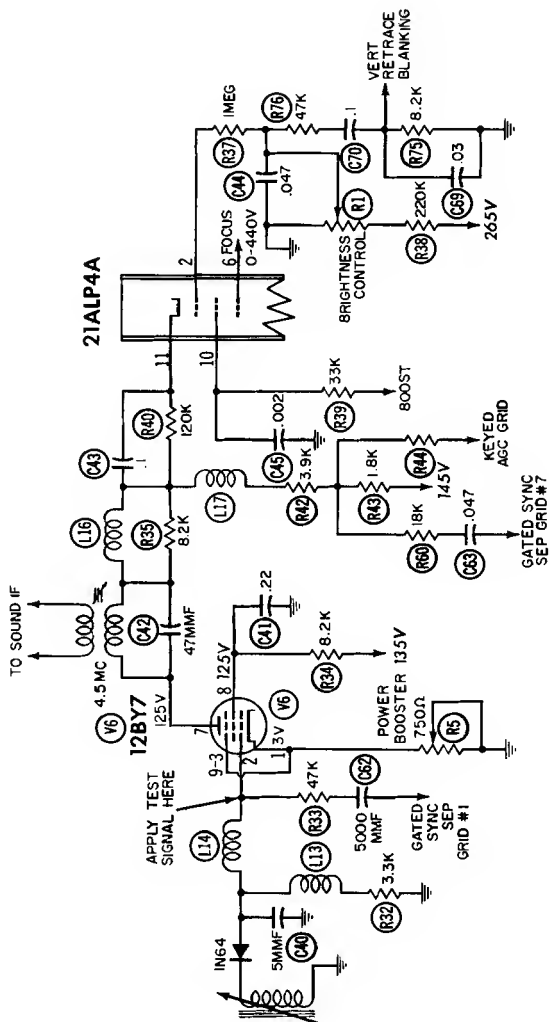 TO SOUND IF
4.5MC
V6
12BY7
125V
7
C42
47MMF
L16
R35
8.2K
C43
.1
R40
120K
11
21ALP4A
2
6
FOCUS
0-440V
10
R37
1MEG
R76
47K
C44
.047
C70
.1
VERT
RETRACE
BLANKING
R75
8.2K
C69
.03
R1
BRIGHTNESS
CONTROL
R38
220K
265V
R39
33K
BOOST
C45
.002
L17
R42
3.9K
R43
1.8K
145V
R44
KEYED
AGC GRID
R60
18K
C63
.047
GATED SYNC
SEP GRID#7
8
125V
C41
.22
R34
8.2K
135V
V6
9-3
2
1
3V
POWER
BOOSTER
750Ω
R5
APPLY TEST
SIGNAL HERE
L14
R33
47K
C62
5000
MMF
GATED
SYNC
SEP
GRID #1
L13
R32
3.3K
1N64
5MMF
C40